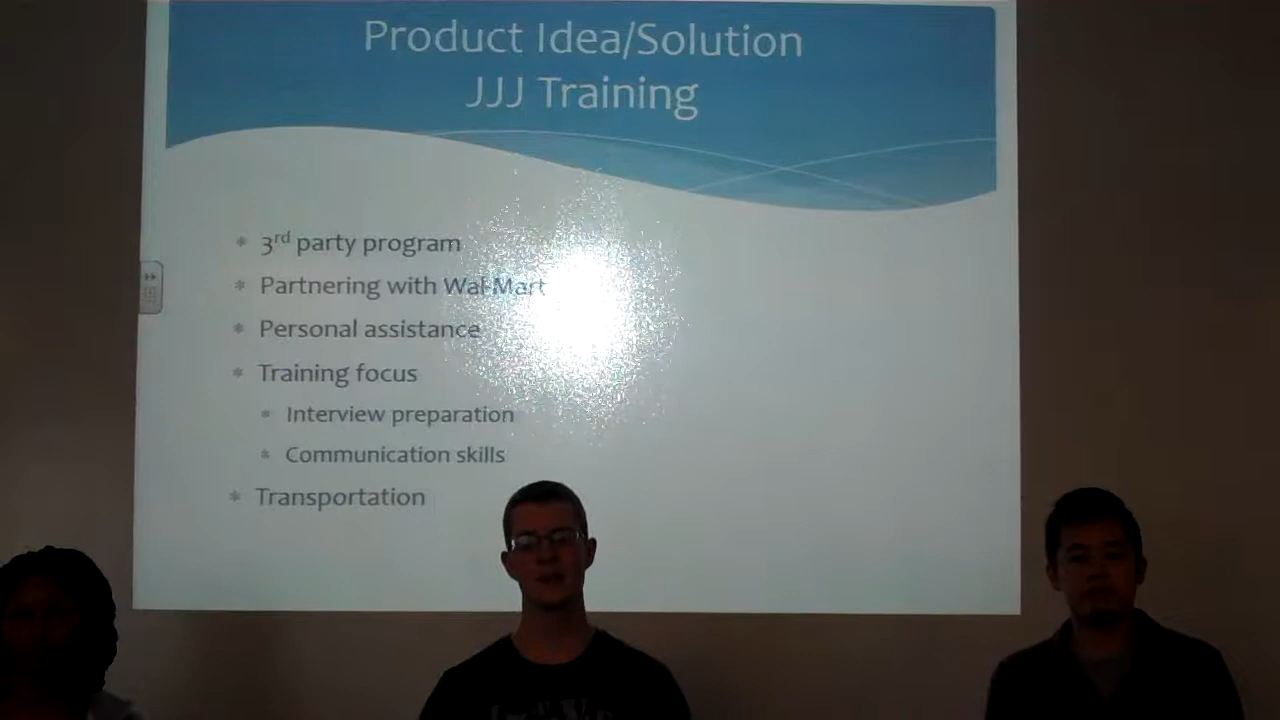 Product Idea/Solution
JJJ Training
* 3rd party program
* Partnering with Wal-Mart
* Personal assistance
* Training focus
* Interview preparation
* Communication skills
* Transportation